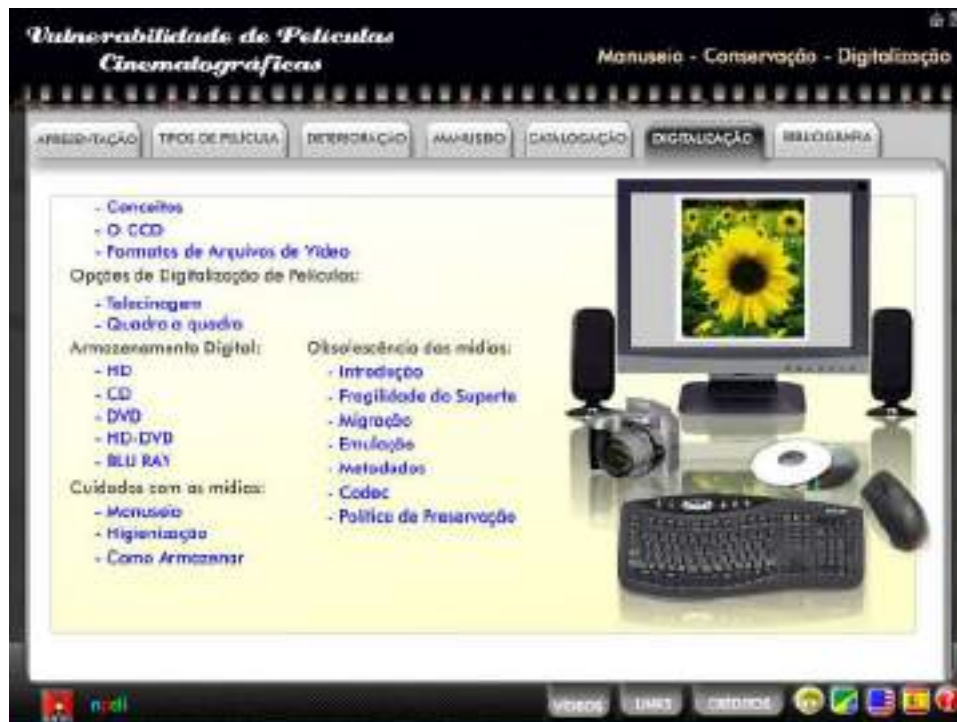 Vulnerabilidade de Películas
Cinematográficas
Manuseio - Conservação - Digitalização
APRESENTAÇÃO
TIPOS DE PELÍCULA
DETERIORAÇÃO
MANUSEIO
CATALOGAÇÃO
DIGITALIZAÇÃO
BIBLIOGRAFIA
- Conceitos
- O CCD
- Formatos de Arquivos de Vídeo
Opções de Digitalização de Películas:
- Telecinagem
- Quadro a quadro
Armazenamento Digital:
- HD
- CD
- DVD
- HD-DVD
- BLU RAY
Cuidados com as mídias:
- Manuseio
- Higienização
- Como Armazenar
Obsolescência das mídias:
- Introdução
- Fragilidade do Suporte
- Migração
- Emulação
- Metadados
- Codec
- Política de Preservação
npdi
VÍDEOS
LINKS
CRÉDITOS
?